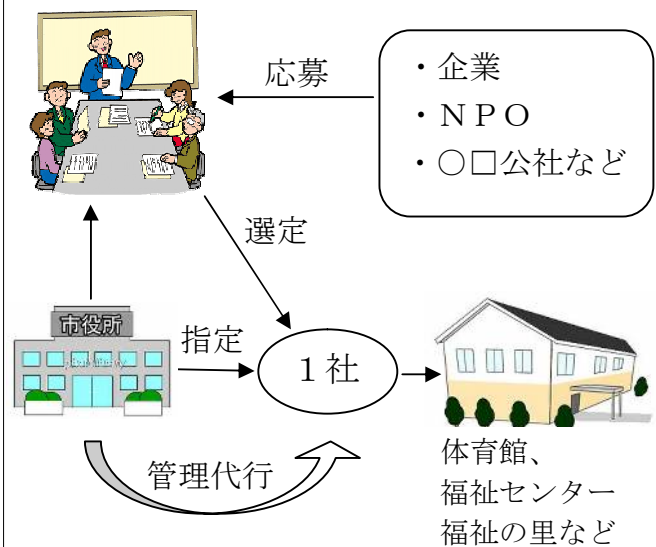 応募
・企業
・ＮＰＯ
・○□公社など
選定
市役所
指定
１社
管理代行
体育館、
福祉センター
福祉の里など